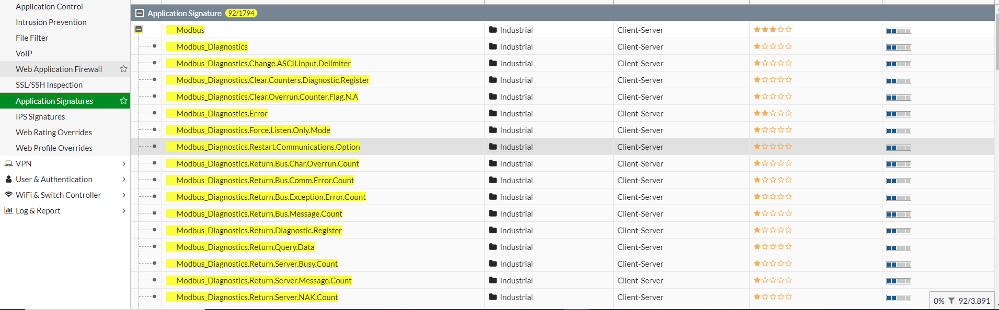 Application Control
Intrusion Prevention
File Filter
VoIP
Web Application Firewall
SSL/SSH Inspection
Application Signatures
IPS Signatures
Web Rating Overrides
Web Profile Overrides
VPN
User & Authentication
WiFi & Switch Controller
Log & Report
Application Signature 92/1794
Modbus Industrial Client-Server
Modbus_Diagnostics Industrial Client-Server
Modbus_Diagnostics.Change.ASCII.Input.Delimiter Industrial Client-Server
Modbus_Diagnostics.Clear.Counters.Diagnostic.Register Industrial Client-Server
Modbus_Diagnostics.Clear.Overrun.Counter.Flag.N.A Industrial Client-Server
Modbus_Diagnostics.Error Industrial Client-Server
Modbus_Diagnostics.Force.Listen.Only.Mode Industrial Client-Server
Modbus_Diagnostics.Restart.Communications.Option Industrial Client-Server
Modbus_Diagnostics.Return.Bus.Char.Overrun.Count Industrial Client-Server
Modbus_Diagnostics.Return.Bus.Comm.Error.Count Industrial Client-Server
Modbus_Diagnostics.Return.Bus.Exception.Error.Count Industrial Client-Server
Modbus_Diagnostics.Return.Bus.Message.Count Industrial Client-Server
Modbus_Diagnostics.Return.Diagnostic.Register Industrial Client-Server
Modbus_Diagnostics.Return.Query.Data Industrial Client-Server
Modbus_Diagnostics.Return.Server.Busy.Count Industrial Client-Server
Modbus_Diagnostics.Return.Server.Message.Count Industrial Client-Server
Modbus_Diagnostics.Return.Server.NAK.Count Industrial Client-Server
0% 92/3.891